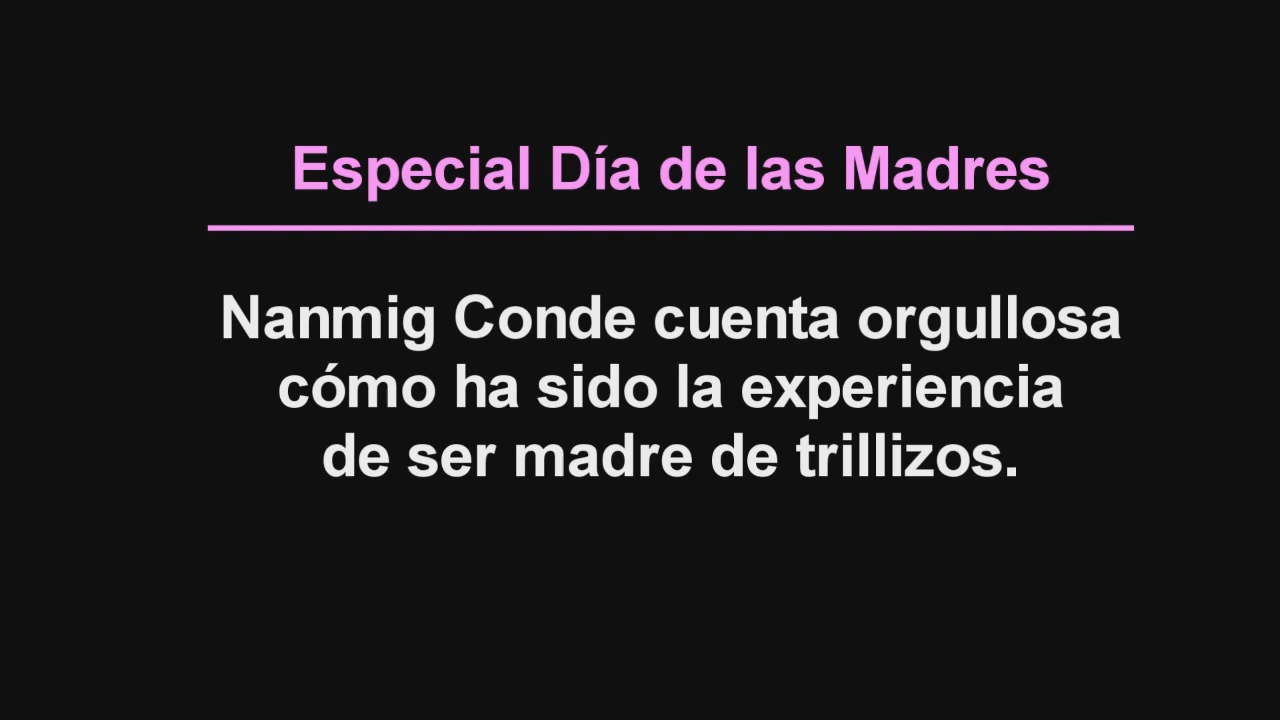 Especial Día de las Madres
Nanmig Conde cuenta orgullosa
cómo ha sido la experiencia
de ser madre de trillizos.